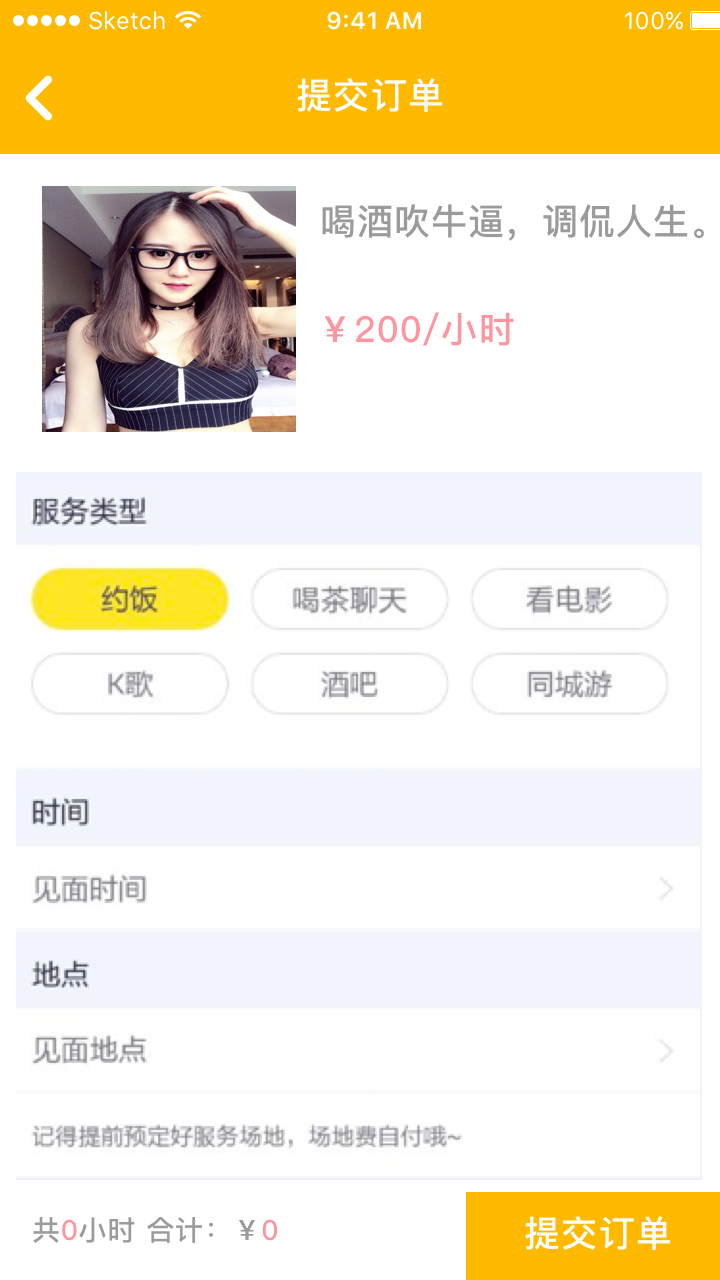 Sketch 9:41 AM 100%
提交订单
喝酒吹牛逼，调侃人生。
￥200/小时
服务类型
约饭 喝茶聊天 看电影
K歌 酒吧 同城游
时间
见面时间
地点
见面地点
记得提前预定好服务场地，场地费自付哦~
共0小时 合计：￥0 提交订单